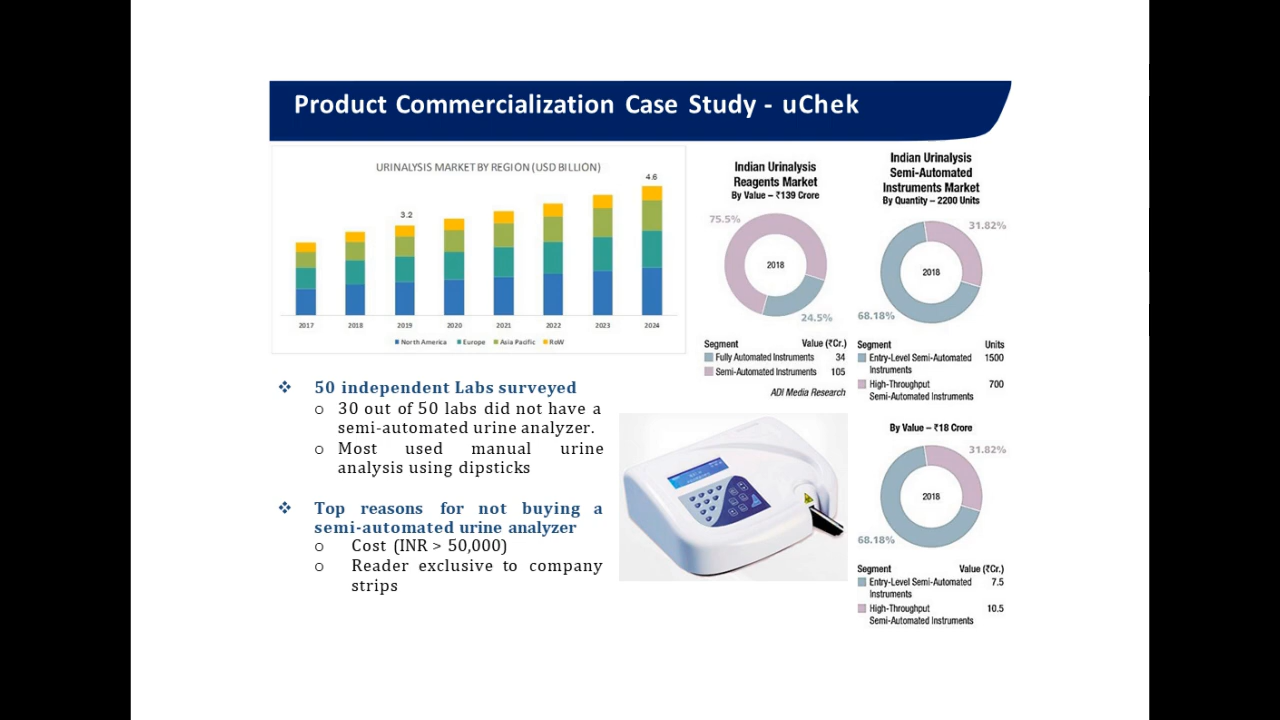 Product Commercialization Case Study - uChek
URINALYSIS MARKET BY REGION (USD BILLION)
3.2
4.6
2017 2018 2019 2020 2021 2022 2023 2024
North America Europe Asia Pacific RoW
Indian Urinalysis
Reagents Market
By Value – ₹139 Crore
75.5%
2018
24.5%
Segment Value (₹Cr.)
Fully Automated Instruments 34
Semi-Automated Instruments 105
ADI Media Research
Indian Urinalysis
Semi-Automated
Instruments Market
By Quantity – 2200 Units
31.82%
2018
68.18%
Segment Units
Entry-Level Semi-Automated 1500
Instruments
High-Throughput 700
Semi-Automated Instruments
❖ 50 independent Labs surveyed
o 30 out of 50 labs did not have a
semi-automated urine analyzer.
o Most used manual urine
analysis using dipsticks
❖ Top reasons for not buying a
semi-automated urine analyzer
o Cost (INR > 50,000)
o Reader exclusive to company
strips
By Value – ₹18 Crore
31.82%
2018
68.18%
Segment Value (₹Cr.)
Entry-Level Semi-Automated 7.5
Instruments
High-Throughput 10.5
Semi-Automated Instruments